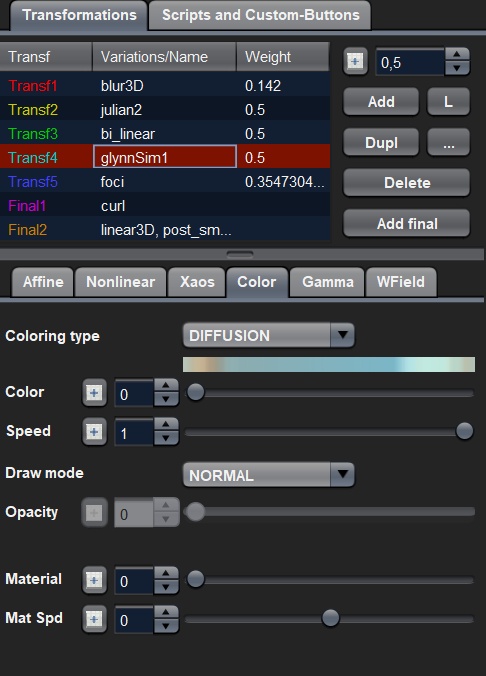 Transformations Scripts and Custom-Buttons
Transf Variations/Name Weight
Transf1 blur3D 0.142
Transf2 julian2 0.5
Transf3 bi_linear 0.5
Transf4 glynnSim1 0.5
Transf5 foci 0.3547304...
Final1 curl
Final2 linear3D, post_sm...
0,5
Add L
Dupl ...
Delete
Add final
Affine Nonlinear Xaos Color Gamma WField
Coloring type DIFFUSION
Color 0
Speed 1
Draw mode NORMAL
Opacity 0
Material 0
Mat Spd 0